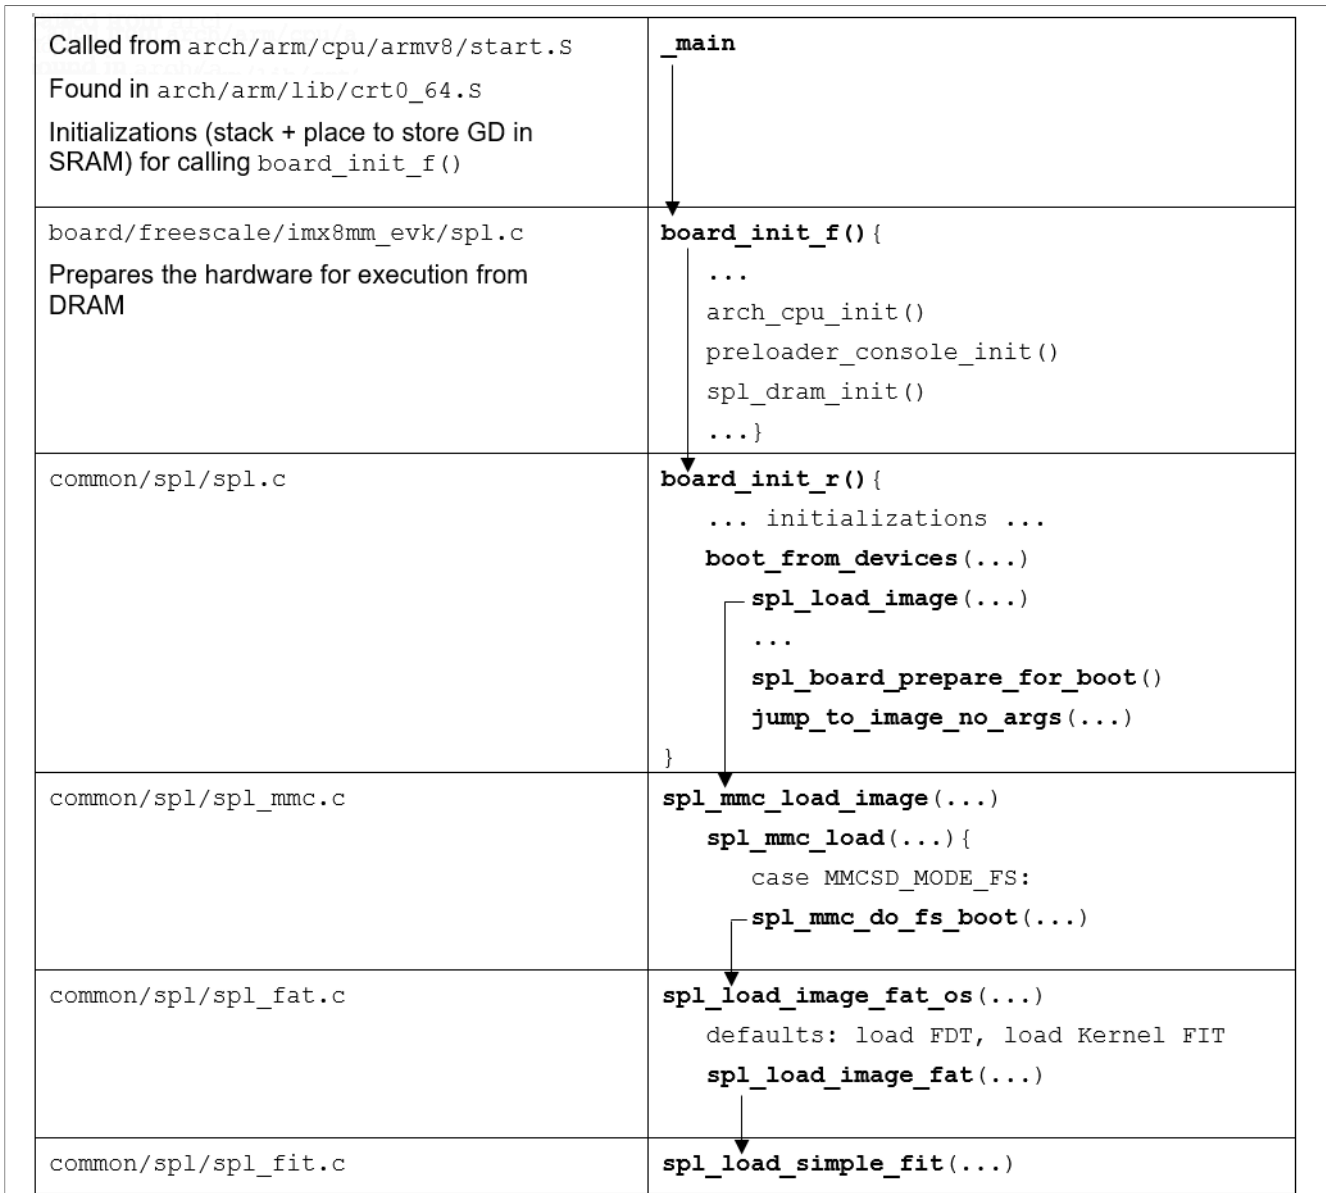 Called from arch/arm/cpu/armv8/start.S
Found in arch/arm/lib/crt0_64.S
Initializations (stack + place to store GD in
SRAM) for calling board_init_f()
_main
board/freescale/imx8mm_evk/spl.c
Prepares the hardware for execution from
DRAM
board_init_f(){
...
arch_cpu_init()
preloader_console_init()
spl_dram_init()
...}
common/spl/spl.c
board_init_r(){
... initializations ...
boot_from_devices(...)
spl_load_image(...)
...
spl_board_prepare_for_boot()
jump_to_image_no_args(...)
}
common/spl/spl_mmc.c
spl_mmc_load_image(...)
spl_mmc_load(...){
case MMCSD_MODE_FS:
spl_mmc_do_fs_boot(...)
common/spl/spl_fat.c
spl_load_image_fat_os(...)
defaults: load FDT, load Kernel FIT
spl_load_image_fat(...)
common/spl/spl_fit.c
spl_load_simple_fit(...)